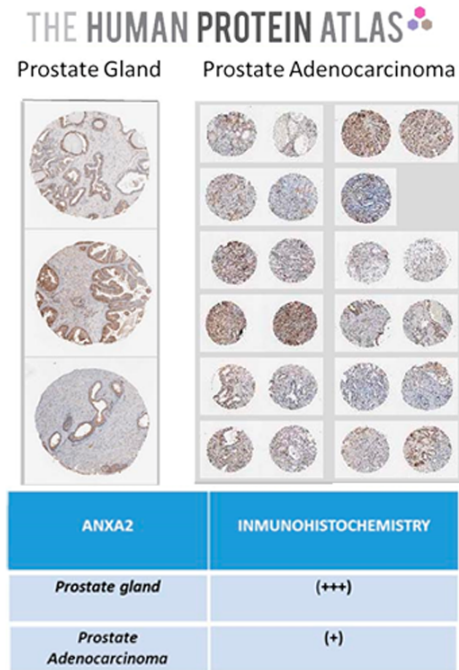 THE HUMAN PROTEIN ATLAS
Prostate Gland Prostate Adenocarcinoma
ANXA2 INMUNOHISTOCHEMISTRY
Prostate gland (+++)
Prostate (+)
Adenocarcinoma